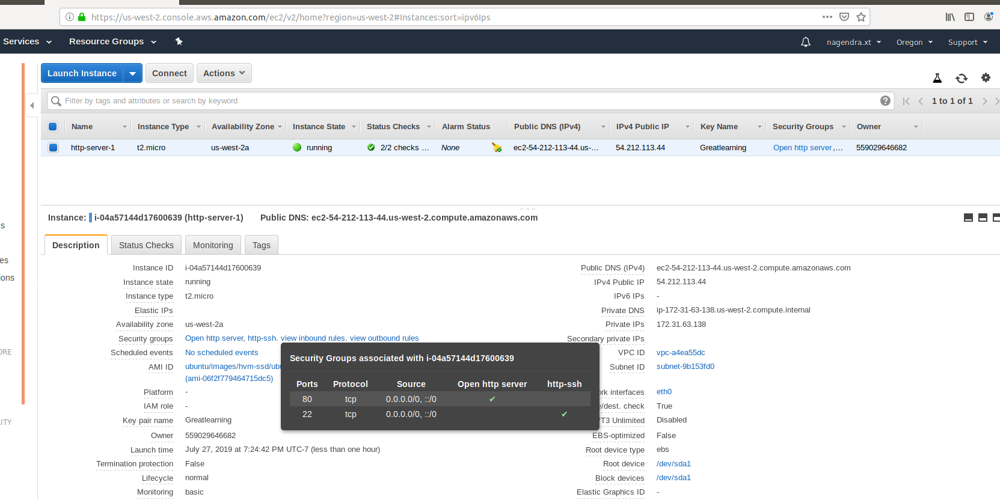 https://us-west-2.console.aws.amazon.com/ec2/v2/home?region=us-west-2#Instances:sort=ipv6Ips
Services Resource Groups nagendra.xt Oregon Support
Launch Instance Connect Actions
Filter by tags and attributes or search by keyword 1 to 1 of 1
Name Instance Type Availability Zone Instance State Status Checks Alarm Status Public DNS (IPv4) IPv4 Public IP Key Name Security Groups Owner
http-server-1 t2.micro us-west-2a running 2/2 checks … None ec2-54-212-113-44.us-… 54.212.113.44 Greatlearning Open http server,… 559029646682
Instance: i-04a57144d17600639 (http-server-1) Public DNS: ec2-54-212-113-44.us-west-2.compute.amazonaws.com
Description Status Checks Monitoring Tags
Instance ID i-04a57144d17600639 Public DNS (IPv4) ec2-54-212-113-44.us-west-2.compute.amazonaws.com
Instance state running IPv4 Public IP 54.212.113.44
Instance type t2.micro IPv6 IPs -
Elastic IPs Private DNS ip-172-31-63-138.us-west-2.compute.internal
Availability zone us-west-2a Private IPs 172.31.63.138
Security groups Open http server, http-ssh. view inbound rules. view outbound rules Secondary private IPs
Scheduled events No scheduled events VPC ID vpc-a4ea55dc
AMI ID ubuntu/images/hvm-ssd/ubu Subnet ID subnet-9b153fd0
(ami-06f2f779464715dc5)
Platform - rk interfaces eth0
IAM role - e/dest. check True
Key pair name Greatlearning /T3 Unlimited Disabled
Owner 559029646682 EBS-optimized False
Launch time July 27, 2019 at 7:24:42 PM UTC-7 (less than one hour) Root device type ebs
Termination protection False Root device /dev/sda1
Lifecycle normal Block devices /dev/sda1
Monitoring basic Elastic Graphics ID -
Security Groups associated with i-04a57144d17600639
Ports Protocol Source Open http server http-ssh
80 tcp 0.0.0.0/0, ::/0 ✔
22 tcp 0.0.0.0/0, ::/0 ✔
s
es
ions
ORE
LITY